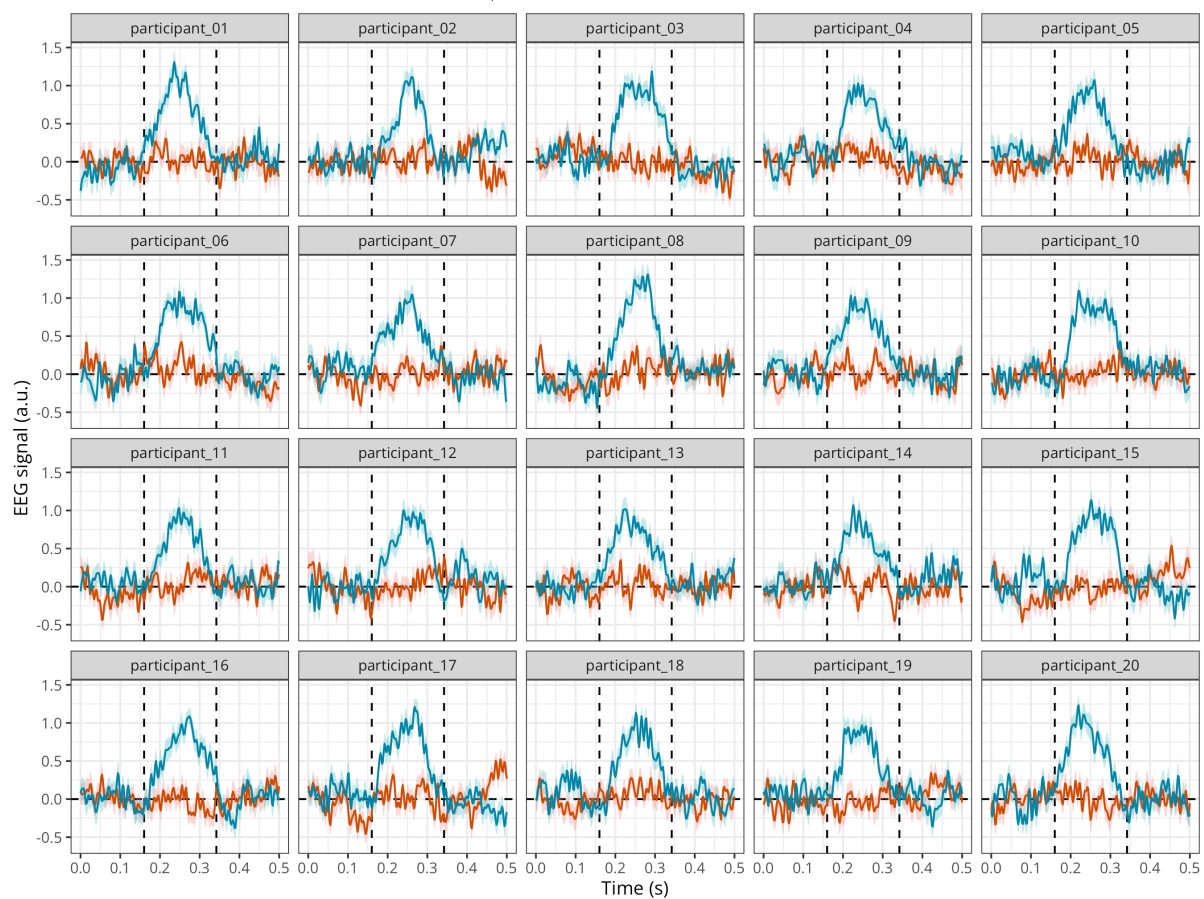 participant_01 participant_02 participant_03 participant_04 participant_05
1.5
1.0
0.5
0.0
-0.5
participant_06 participant_07 participant_08 participant_09 participant_10
1.5
1.0
0.5
0.0
-0.5
EEG signal (a.u.)
participant_11 participant_12 participant_13 participant_14 participant_15
1.5
1.0
0.5
0.0
-0.5
participant_16 participant_17 participant_18 participant_19 participant_20
1.5
1.0
0.5
0.0
-0.5
0.0 0.1 0.2 0.3 0.4 0.5 0.0 0.1 0.2 0.3 0.4 0.5 0.0 0.1 0.2 0.3 0.4 0.5 0.0 0.1 0.2 0.3 0.4 0.5 0.0 0.1 0.2 0.3 0.4 0.5
Time (s)